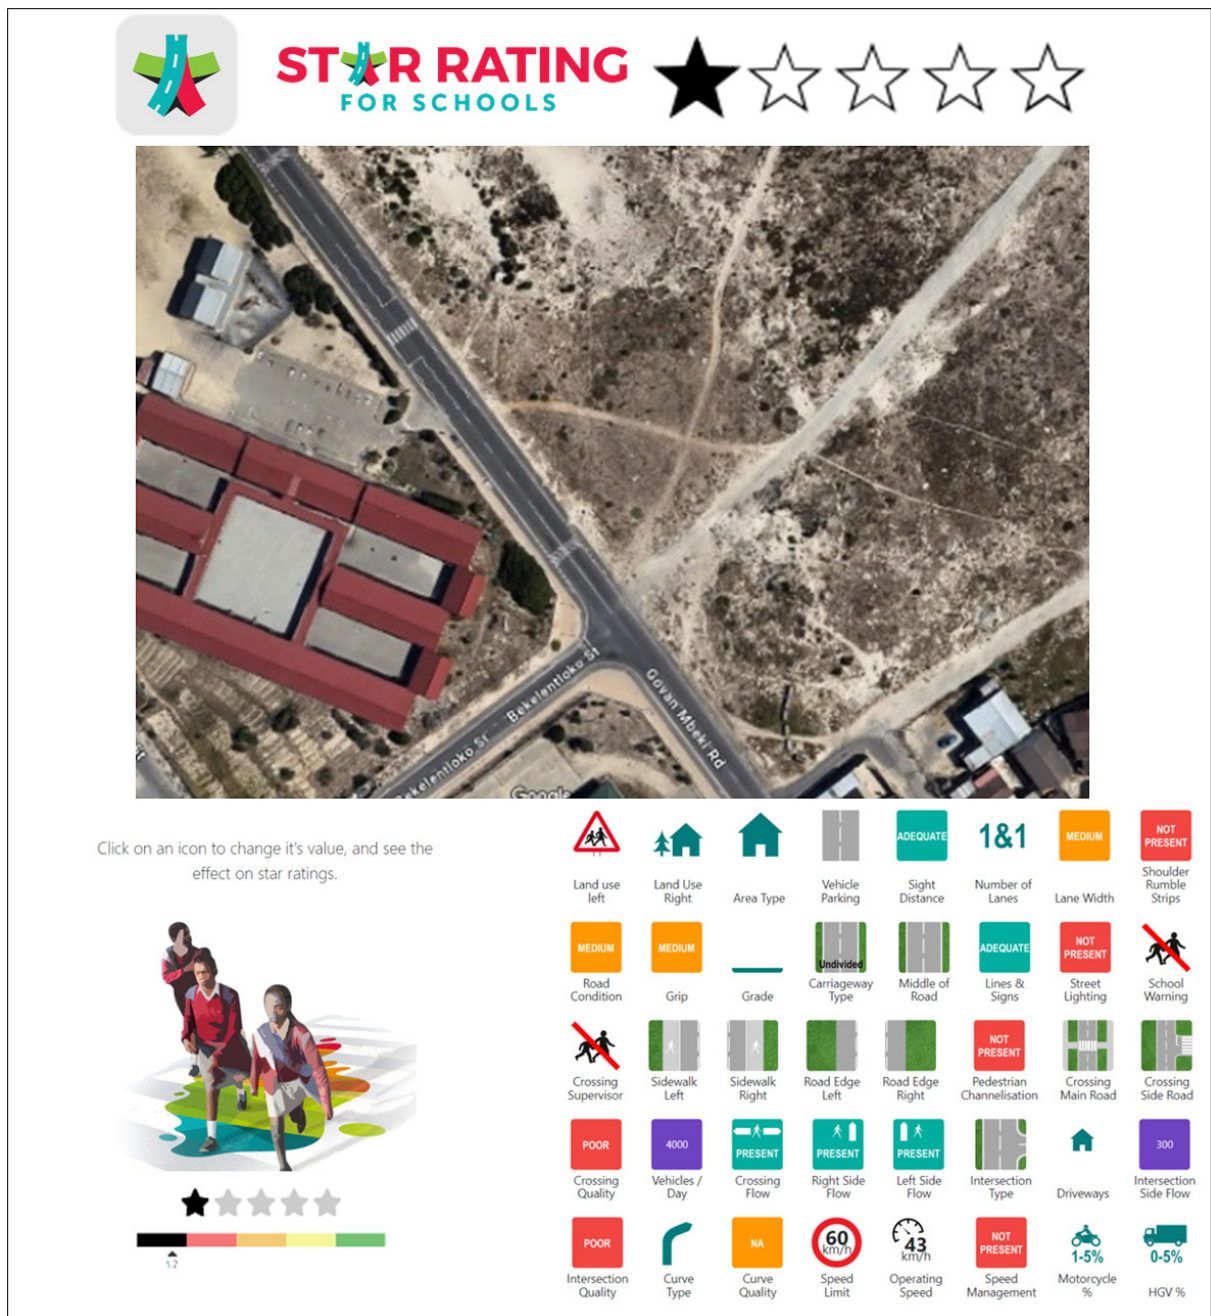 STAR RATING
FOR SCHOOLS
Bekelentloko St
Bekelentloko St
Govan Mbeki Rd
Google
Click on an icon to change it's value, and see the
effect on star ratings.
1.7
ADEQUATE
1&1
MEDIUM
NOT
PRESENT
Land use
left
Land Use
Right
Area Type
Vehicle
Parking
Sight
Distance
Number of
Lanes
Lane Width
Shoulder
Rumble
Strips
MEDIUM
MEDIUM
Undivided
ADEQUATE
NOT
PRESENT
Road
Condition
Grip
Grade
Carriageway
Type
Middle of
Road
Lines &
Signs
Street
Lighting
School
Warning
NOT
PRESENT
Crossing
Supervisor
Sidewalk
Left
Sidewalk
Right
Road Edge
Left
Road Edge
Right
Pedestrian
Channelisation
Crossing
Main Road
Crossing
Side Road
POOR
4000
PRESENT
PRESENT
PRESENT
300
Crossing
Quality
Vehicles /
Day
Crossing
Flow
Right Side
Flow
Left Side
Flow
Intersection
Type
Driveways
Intersection
Side Flow
POOR
NA
60
km/h
43
km/h
NOT
PRESENT
1-5%
0-5%
Intersection
Quality
Curve
Type
Curve
Quality
Speed
Limit
Operating
Speed
Speed
Management
Motorcycle
%
HGV %